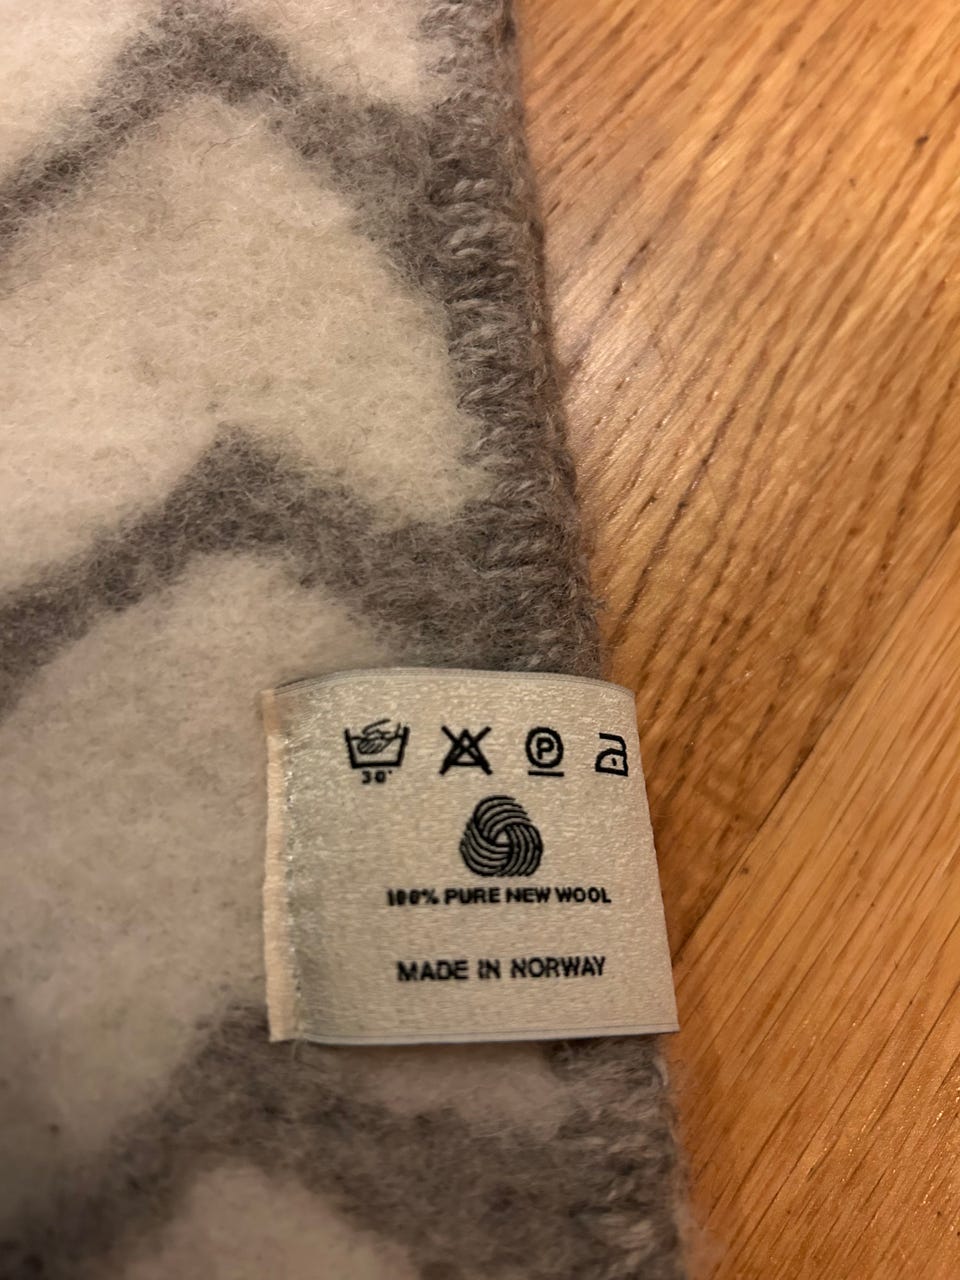 30°
P
100% PURE NEW WOOL
MADE IN NORWAY